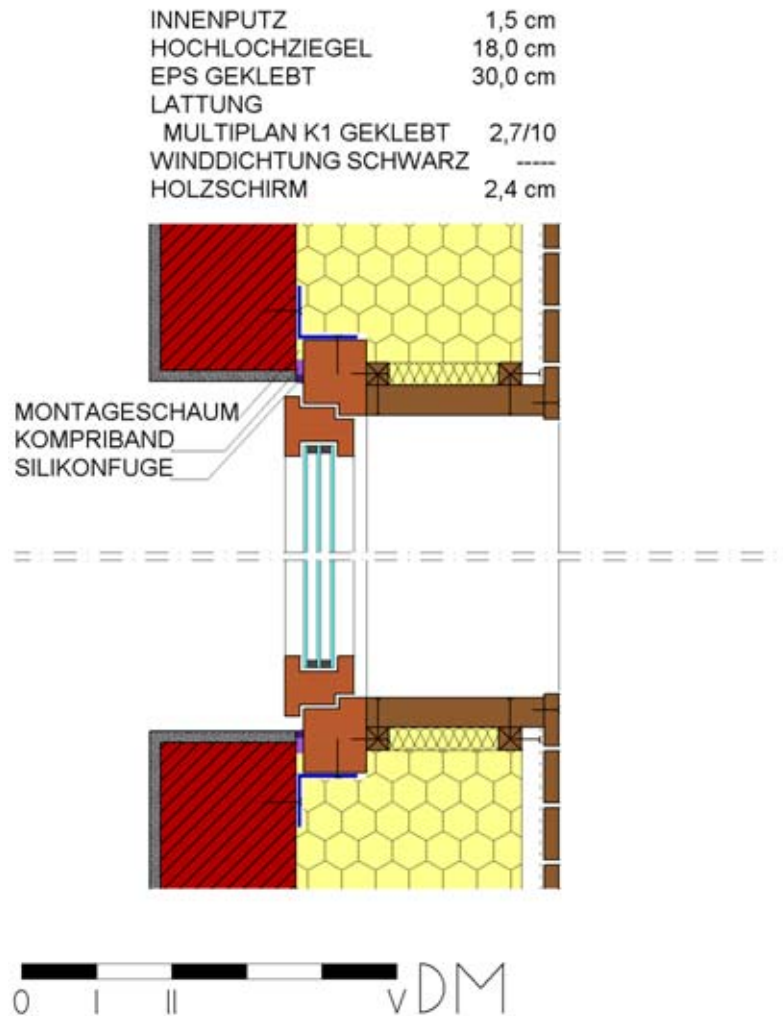 INNENPUTZ 1,5 cm
HOCHLOCHZIEGEL 18,0 cm
EPS GEKLEBT 30,0 cm
LATTUNG
MULTIPLAN K1 GEKLEBT 2,7/10
WINDDICHTUNG SCHWARZ -----
HOLZSCHIRM 2,4 cm
MONTAGESCHAUM
KOMPRIBAND
SILIKONFUGE
0 I II V DM